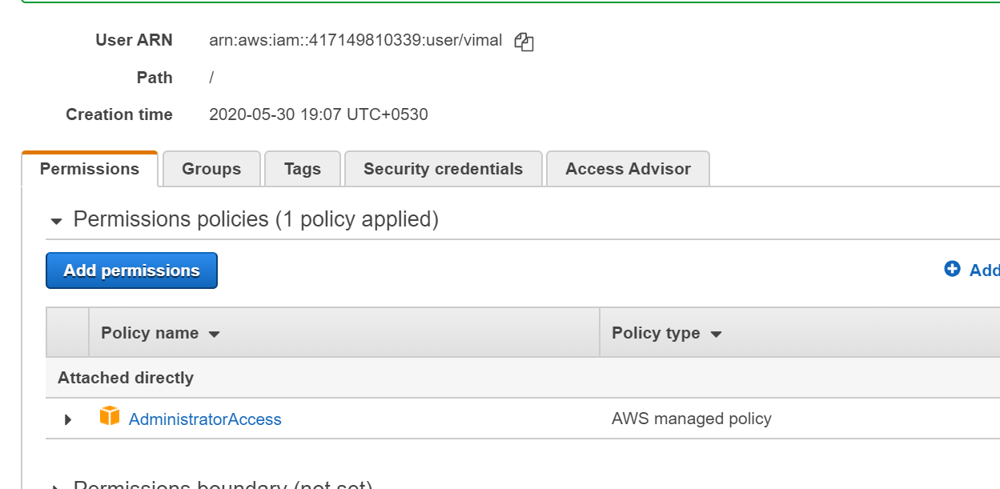 User ARN arn:aws:iam::417149810339:user/vimal
Path /
Creation time 2020-05-30 19:07 UTC+0530
Permissions Groups Tags Security credentials Access Advisor
Permissions policies (1 policy applied)
Add permissions Add
Policy name Policy type
Attached directly
AdministratorAccess AWS managed policy
Permissions boundary (not set)